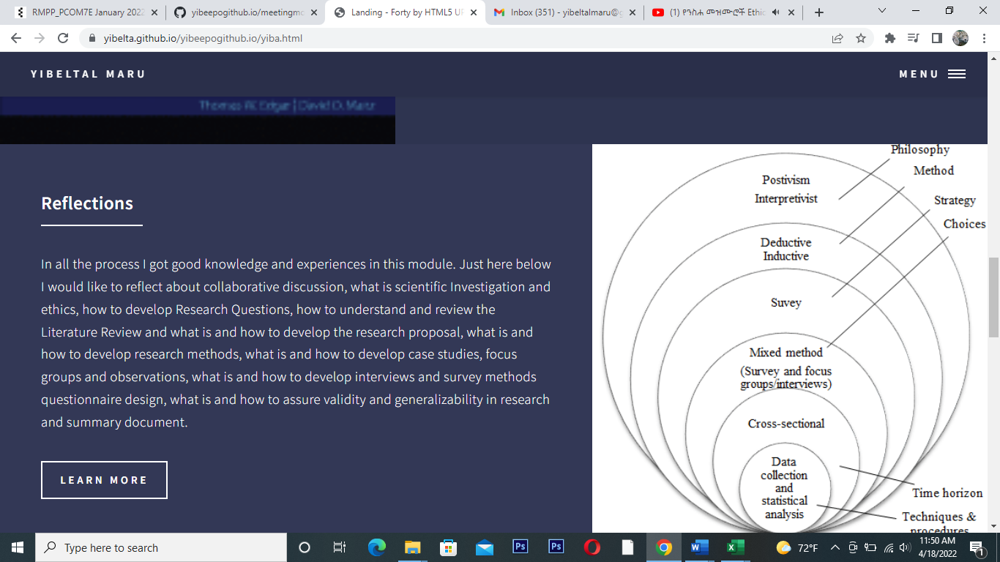 RMPP_PCOM7E January 2022
yibeepogithub.io/meetingmo
Landing - Forty by HTML5 UP
Inbox (351) - yibeltalmaru@g
(1) የንስሐ መዝሙሮች Ethio
yibelta.github.io/yibeepogithub.io/yiba.html
YIBELTAL MARU
MENU
Thomas W. Edgar | David O. Manz
Reflections
In all the process I got good knowledge and experiences in this module. Just here below
I would like to reflect about collaborative discussion, what is scientific Investigation and
ethics, how to develop Research Questions, how to understand and review the
Literature Review and what is and how to develop the research proposal, what is and
how to develop research methods, what is and how to develop case studies, focus
groups and observations, what is and how to develop interviews and survey methods
questionnaire design, what is and how to assure validity and generalizability in research
and summary document.
LEARN MORE
Philosophy
Method
Strategy
Choices
Postivism
Interpretivist
Deductive
Inductive
Suvey
Mixed method
(Survey and focus
groups/interviews)
Cross-sectional
Data
collection
and
statistical
analysis
Time horizon
Techniques &
procedures
Type here to search
Ps
Ps
72°F
11:50 AM
4/18/2022
1